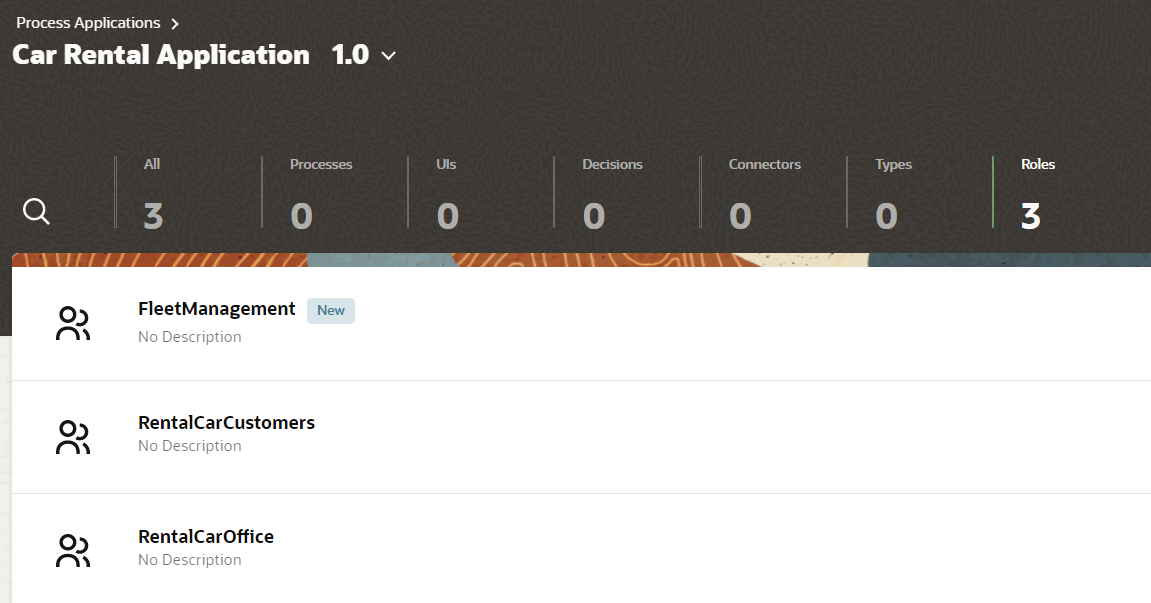 Process Applications
Car Rental Application 1.0
All Processes UIs Decisions Connectors Types Roles
3 0 0 0 0 0 3
FleetManagement New
No Description
RentalCarCustomers
No Description
RentalCarOffice
No Description